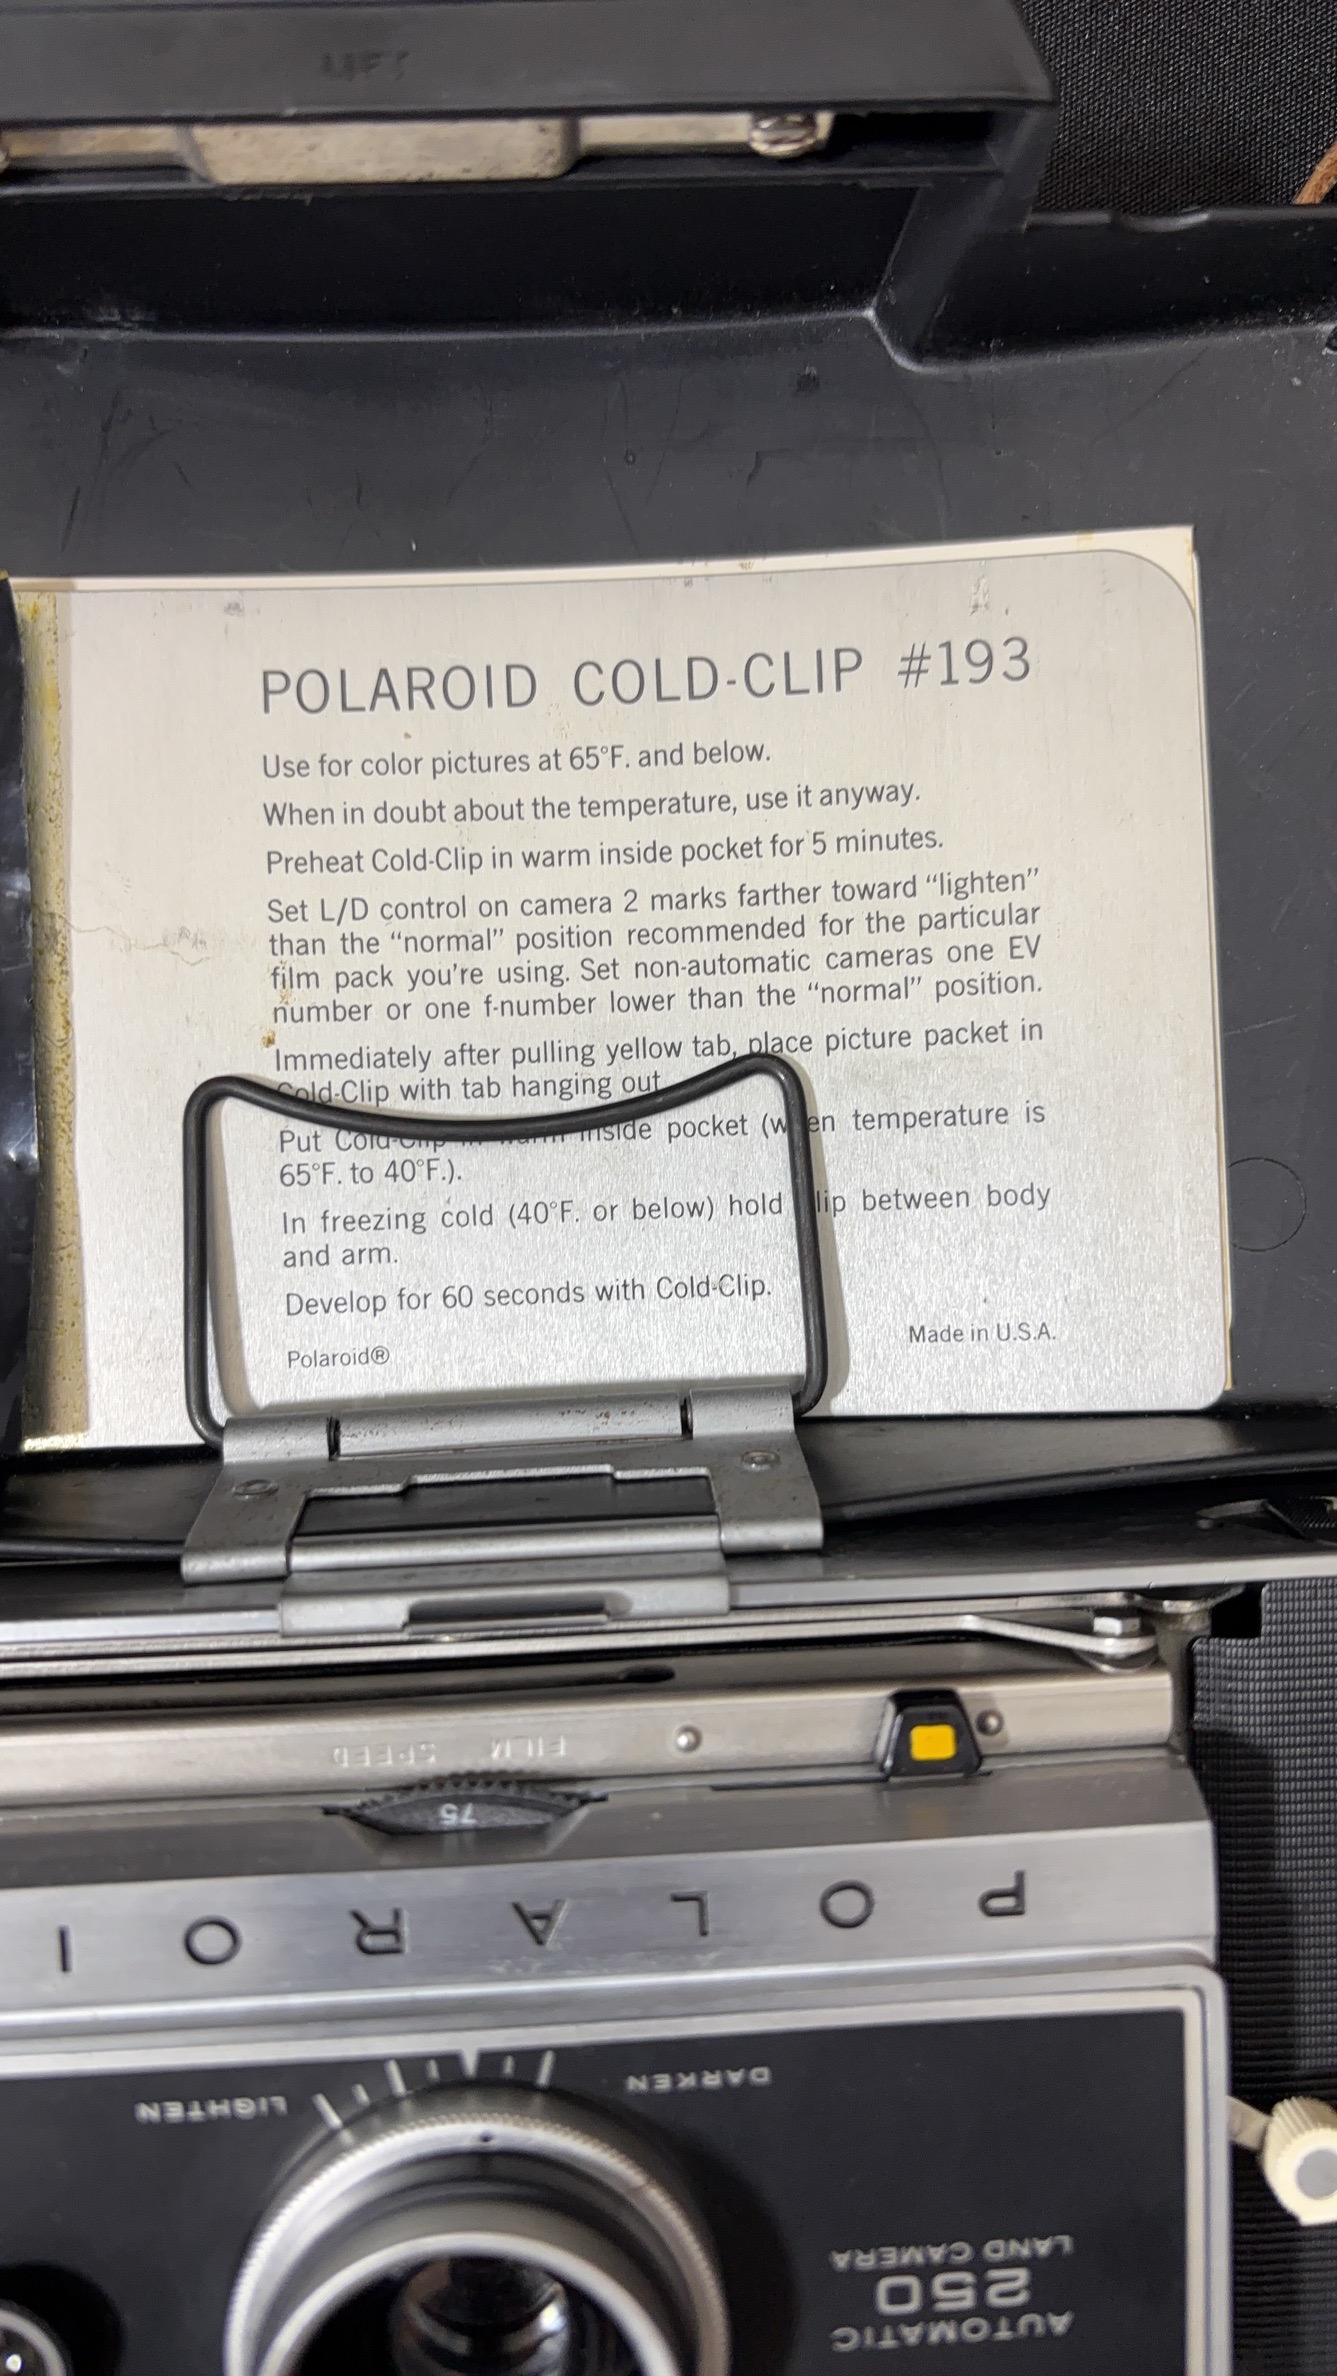 POLAROID COLD-CLIP #193
Use for color pictures at 65°F. and below.
When in doubt about the temperature, use it anyway.
Preheat Cold-Clip in warm inside pocket for 5 minutes.
Set L/D control on camera 2 marks farther toward “lighten”
than the “normal” position recommended for the particular
film pack you're using. Set non-automatic cameras one EV
number or one f-number lower than the “normal” position.
Immediately after pulling yellow tab, place picture packet in
Cold-Clip with tab hanging out
Put Cold-Clip in warm inside pocket (when temperature is
65°F. to 40°F.).
In freezing cold (40°F. or below) hold clip between body
and arm.
Develop for 60 seconds with Cold-Clip.
Polaroid®
Made in U.S.A.
FILM SPEED
75
POLAROI
LIGHTEN
DARKEN
AUTOMATIC
250
LAND CAMERA